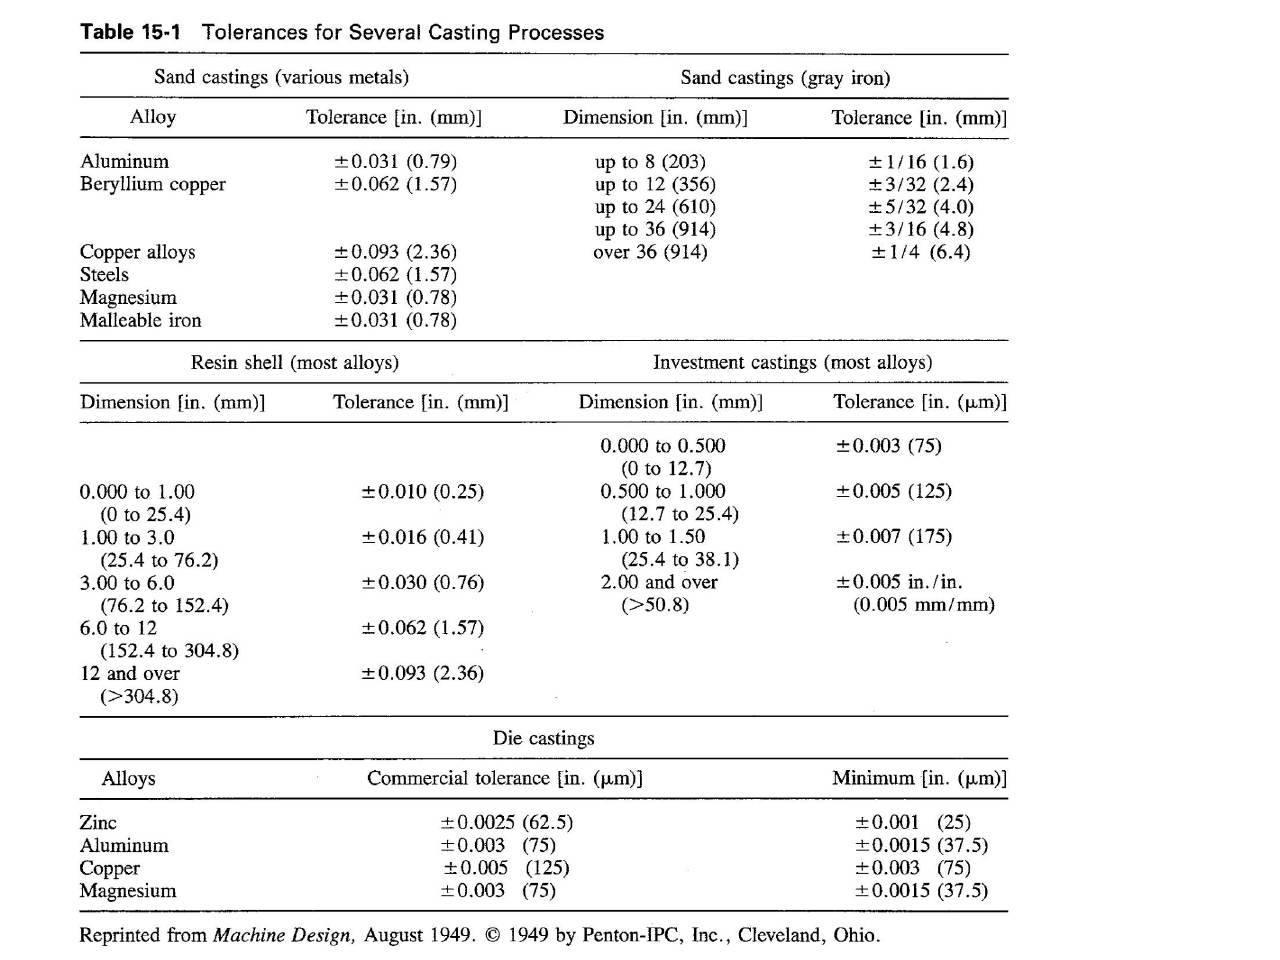 Table 15-1 Tolerances for Several Casting Processes
Sand castings (various metals) Sand castings (gray iron)
Alloy Tolerance [in. (mm)] Dimension [in. (mm)] Tolerance [in. (mm)]
Aluminum ±0.031 (0.79) up to 8 (203) ±1/16 (1.6)
Beryllium copper ±0.062 (1.57) up to 12 (356) ±3/32 (2.4)
up to 24 (610) ±5/32 (4.0)
up to 36 (914) ±3/16 (4.8)
Copper alloys ±0.093 (2.36) over 36 (914) ±1/4 (6.4)
Steels ±0.062 (1.57)
Magnesium ±0.031 (0.78)
Malleable iron ±0.031 (0.78)
Resin shell (most alloys) Investment castings (most alloys)
Dimension [in. (mm)] Tolerance [in. (mm)] Dimension [in. (mm)] Tolerance [in. (μm)]
0.000 to 0.500 ±0.003 (75)
(0 to 12.7)
0.000 to 1.00 ±0.010 (0.25) 0.500 to 1.000 ±0.005 (125)
(0 to 25.4) (12.7 to 25.4)
1.00 to 3.0 ±0.016 (0.41) 1.00 to 1.50 ±0.007 (175)
(25.4 to 76.2) (25.4 to 38.1)
3.00 to 6.0 ±0.030 (0.76) 2.00 and over ±0.005 in./in.
(76.2 to 152.4) (>50.8) (0.005 mm/mm)
6.0 to 12 ±0.062 (1.57)
(152.4 to 304.8)
12 and over ±0.093 (2.36)
(>304.8)
Die castings
Alloys Commercial tolerance [in. (μm)] Minimum [in. (μm)]
Zinc ±0.0025 (62.5) ±0.001 (25)
Aluminum ±0.003 (75) ±0.0015 (37.5)
Copper ±0.005 (125) ±0.003 (75)
Magnesium ±0.003 (75) ±0.0015 (37.5)
Reprinted from Machine Design, August 1949. © 1949 by Penton-IPC, Inc., Cleveland, Ohio.